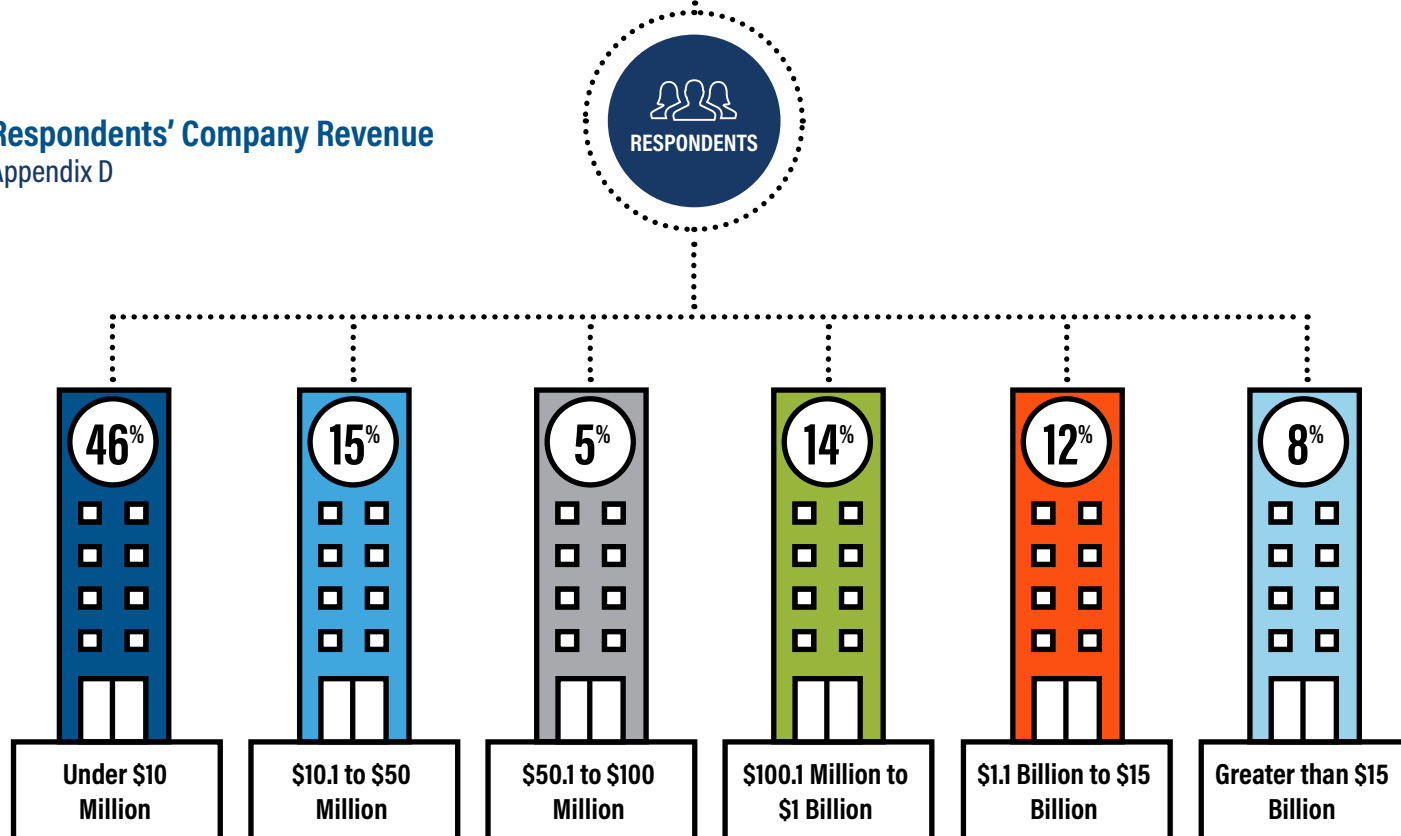 RESPONDENTS
Respondents' Company Revenue
Appendix D
46%
15%
5%
14%
12%
8%
Under $10
Million
$10.1 to $50
Million
$50.1 to $100
Million
$100.1 Million to
$1 Billion
$1.1 Billion to $15
Billion
Greater than $15
Billion